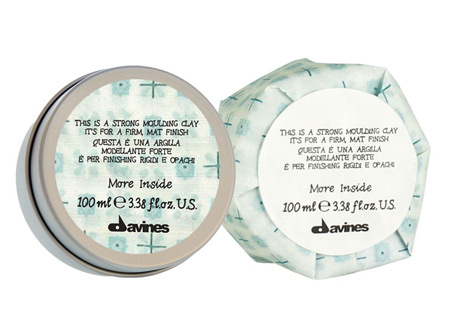 THIS IS A STRONG MOULDING CLAY
IT'S FOR A FIRM, MAT FINISH
QUESTA È UNA ARGILLA
MODELLANTE FORTE
È PER FINISHING RIGIDI E OPACHI
More Inside
100 ml e 3.38 fl.oz. U.S.
davines
THIS IS A STRONG MOULDING CLAY
IT'S FOR A FIRM, MAT FINISH
QUESTA È UNA ARGILLA
MODELLANTE FORTE
È PER FINISHING RIGIDI E OPACHI
More Inside
100 ml e 3.38 fl.oz. U.S.
davines